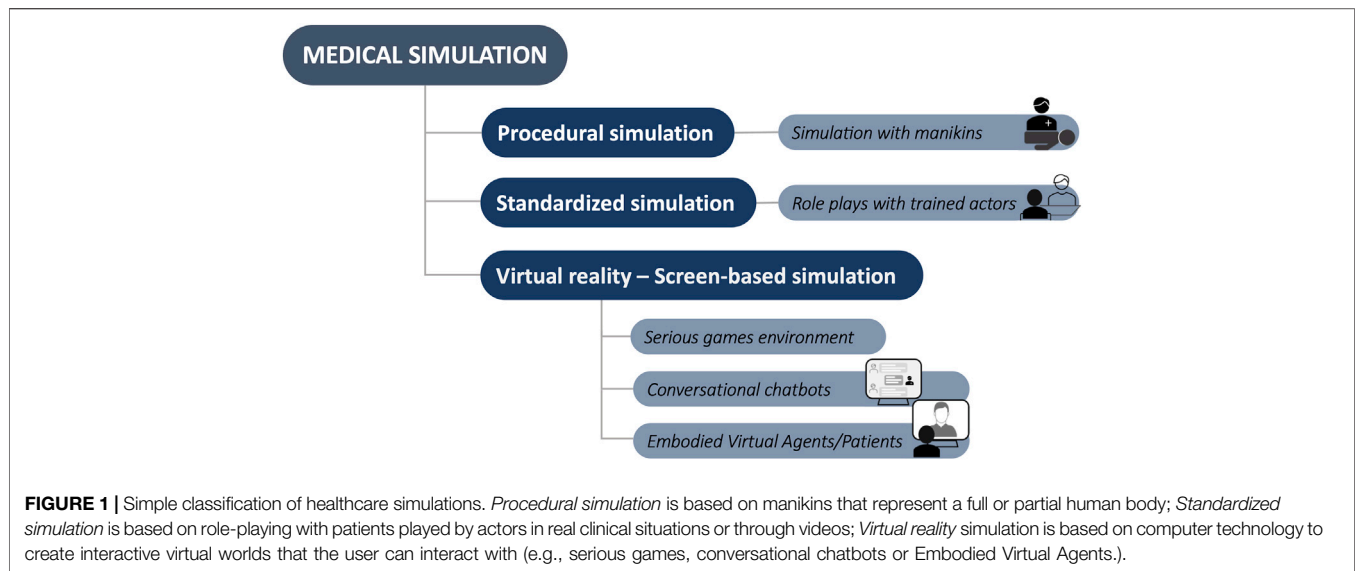 MEDICAL SIMULATION
Procedural simulation
Simulation with manikins
Standardized simulation
Role plays with trained actors
Virtual reality – Screen-based simulation
Serious games environment
Conversational chatbots
Embodied Virtual Agents/Patients
FIGURE 1 | Simple classification of healthcare simulations. Procedural simulation is based on manikins that represent a full or partial human body; Standardized
simulation is based on role-playing with patients played by actors in real clinical situations or through videos; Virtual reality simulation is based on computer technology to
create interactive virtual worlds that the user can interact with (e.g., serious games, conversational chatbots or Embodied Virtual Agents.).